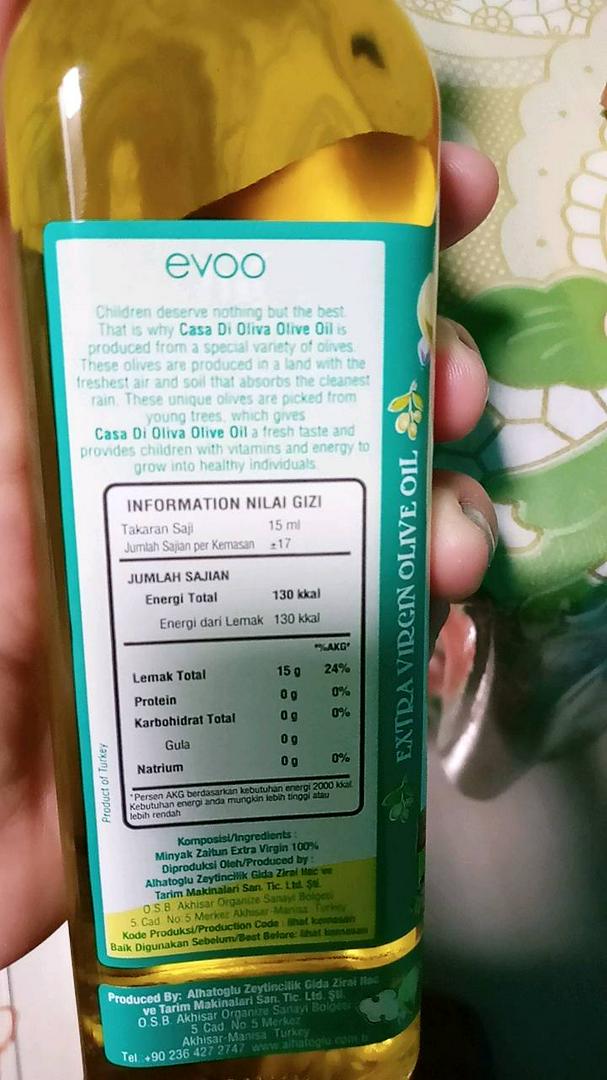 evoo
Children deserve nothing but the best.
That is why Casa Di Oliva Olive Oil is
produced from a special variety of olives.
These olives are produced in a land with the
freshest air and soil that absorbs the cleanest
rain. These unique olives are picked from
young trees, which gives
Casa Di Oliva Olive Oil a fresh taste and
provides children with vitamins and energy to
grow into healthy individuals.
INFORMATION NILAI GIZI
Takaran Saji 15 ml
Jumlah Sajian per Kemasan ±17
JUMLAH SAJIAN
Energi Total 130 kkal
Energi dari Lemak 130 kkal
"%AKG*
Lemak Total 15 g 24%
Protein 0 g 0%
Karbohidrat Total 0 g 0%
Gula 0 g
Natrium 0 g 0%
*Persen AKG berdasarkan kebutuhan energi 2000 kkal.
Kebutuhan energi anda mungkin lebih tinggi atau
lebih rendah
Product of Turkey
Komposisi/Ingredients :
Minyak Zaitun Extra Virgin 100%
Diproduksi Oleh/Produced by :
Alhatoglu Zeytincilik Gida Zirai Ilac ve
Tarim Makinalari San. Tic. Ltd. Şti.
O.S.B. Akhisar Organize Sanayi Bolgesi
5. Cad. No:5 Merkez Akhisar-Manisa Turkey
Kode Produksi/Production Code : lihat kemasan
Baik Digunakan Sebelum/Best Before: lihat kemasan
EXTRA VIRGIN OLIVE OIL
Produced By: Alhatoglu Zeytincilik Gida Zirai Ilac
ve Tarim Makinalari San. Tic. Ltd. Şti.
O.S.B. Akhisar Organize Sanayi Bolgesi
5 Cad. No:5 Merkez
Akhisar-Manisa Turkey
Tel :+90 236 427 2747 www.alhatoglu.com.tr